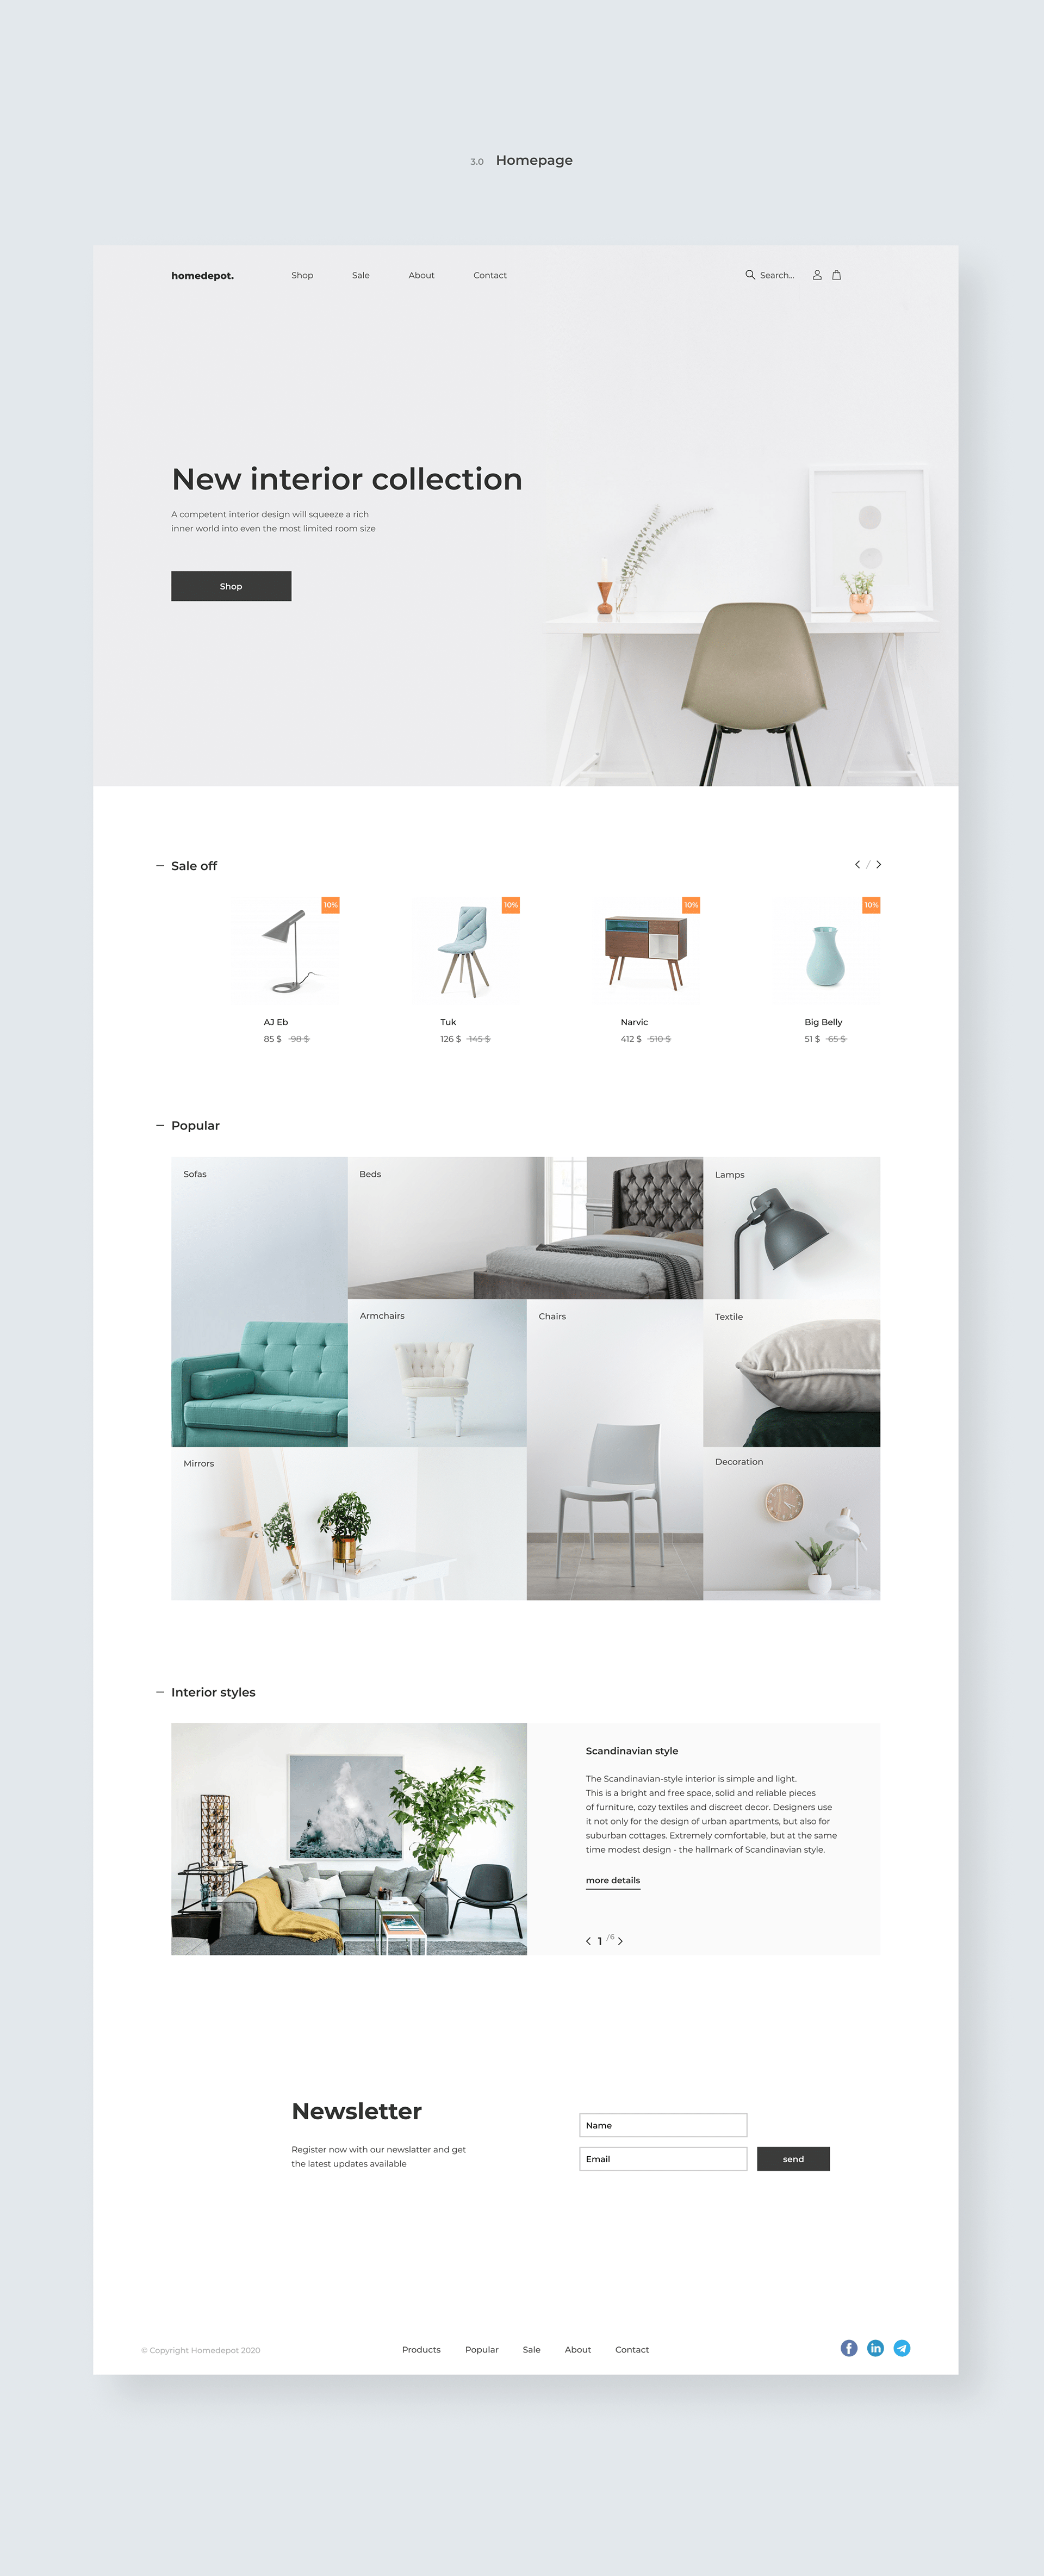 3.0 Homepage
homedepot. Shop Sale About Contact Search...
New interior collection
A competent interior design will squeeze a rich
inner world into even the most limited room size
Shop
Sale off
/
10% 10% 10% 10%
AJ Eb Tuk Narvic Big Belly
85 $ 98 $ 126 $ 145 $ 412 $ 510 $ 51 $ 65 $
Popular
Sofas Beds Lamps
Armchairs Chairs Textile
Mirrors Decoration
Interior styles
Scandinavian style
The Scandinavian-style interior is simple and light.
This is a bright and free space, solid and reliable pieces
of furniture, cozy textiles and discreet decor. Designers use
it not only for the design of urban apartments, but also for
suburban cottages. Extremely comfortable, but at the same
time modest design - the hallmark of Scandinavian style.
more details
1 /6
Newsletter
Register now with our newslatter and get
the latest updates available
Name
Email
send
© Copyright Homedepot 2020 Products Popular Sale About Contact f in